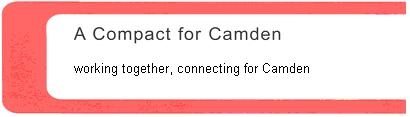 A Compact for Camden
working together, connecting for Camden